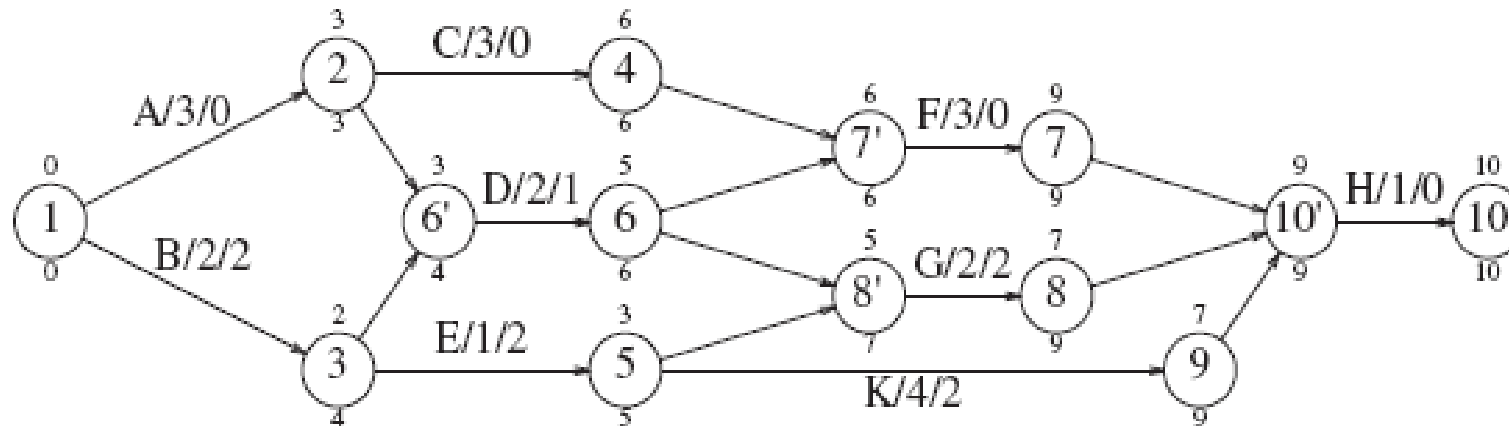 3 6
2 C/3/0 4
A/3/0 3 6 6 9
7' F/3/0 7
0 3 5 6 9 9 10
1 6' D/2/1 6 10' H/1/0 10
0 B/2/2 4 6 5 7 9 10
8' G/2/2 8
2 E/1/2 3 7 9 7
3 5 9
4 5 K/4/2 9